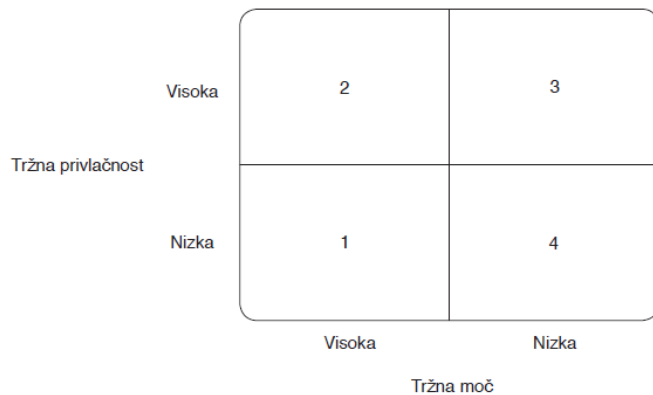 Visoka 2 3
Tržna privlačnost
Nizka 1 4
Visoka Nizka
Tržna moč